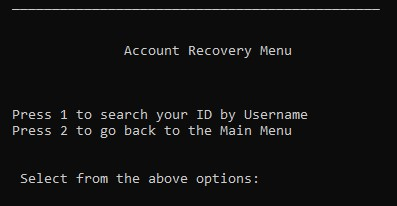 Account Recovery Menu
Press 1 to search your ID by Username
Press 2 to go back to the Main Menu
Select from the above options: